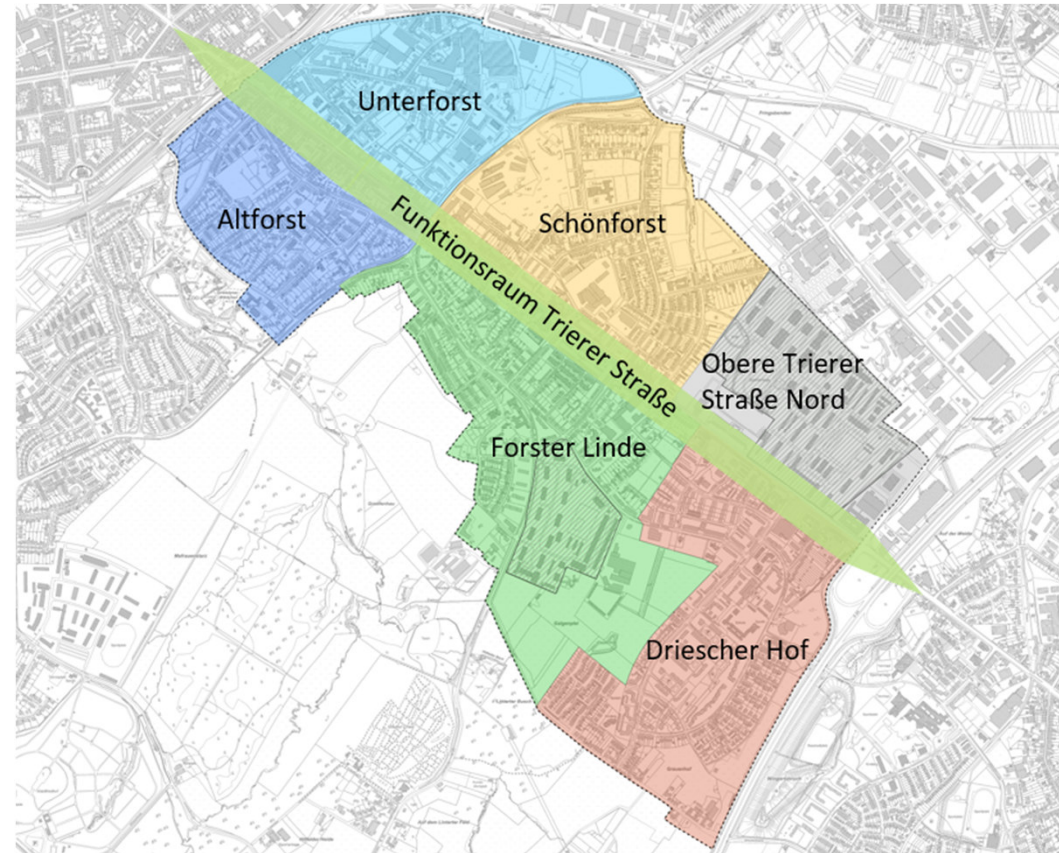 Unterforst
Altforst
Schönforst
Funktionsraum Trierer Straße
Obere Trierer
Straße Nord
Forster Linde
Driescher Hof